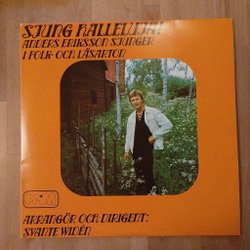 SJUNG HALLELUJA!
ANDERS ERIKSSON SJUNGER
I FOLK- OCH LÄSARTON
ARRANGÖR OCH DIRIGENT:
SVANTE WIDÉN